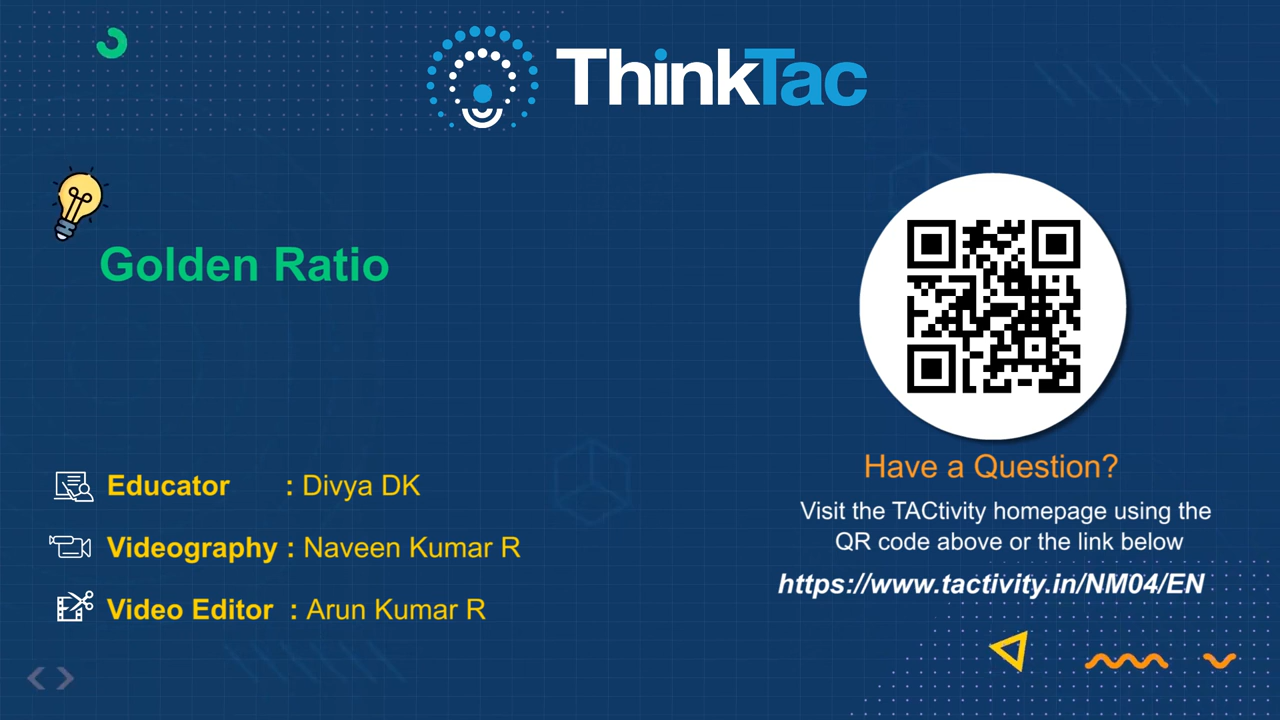 ThinkTac
Golden Ratio
Educator : Divya DK
Videography : Naveen Kumar R
Video Editor : Arun Kumar R
Have a Question?
Visit the TACtivity homepage using the
QR code above or the link below
https://www.tactivity.in/NM04/EN